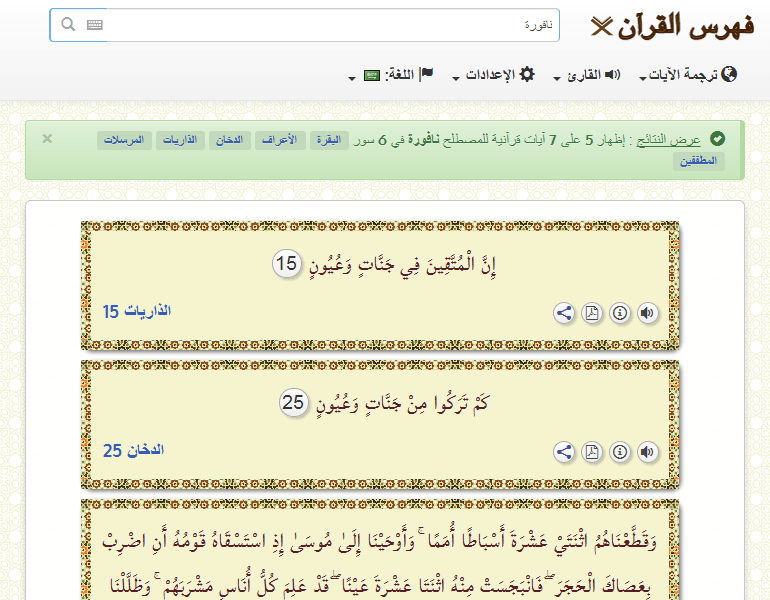 فهرس القرآن
نافورة
ترجمة الآيات
القارئ
الإعدادات
اللغة:
عرض النتائج : إظهار 5 على 7 آيات قرآنية للمصطلح نافورة في 6 سور البقرة الأعراف الدخان الذاريات المرسلات
المطففين
×
إِنَّ الْمُتَّقِينَ فِي جَنَّاتٍ وَعُيُونٍ 15
الذاريات 15
كَمْ تَرَكُوا مِنْ جَنَّاتٍ وَعُيُونٍ 25
الدخان 25
وَقَطَّعْنَاهُمُ اثْنَتَيْ عَشْرَةَ أَسْبَاطًا أُمَمًا ۚ وَأَوْحَيْنَا إِلَىٰ مُوسَىٰ إِذِ اسْتَسْقَاهُ قَوْمُهُ أَنِ اضْرِبْ
بِعَصَاكَ الْحَجَرَ ۖ فَانْبَجَسَتْ مِنْهُ اثْنَتَا عَشْرَةَ عَيْنًا ۖ قَدْ عَلِمَ كُلُّ أُنَاسٍ مَشْرَبَهُمْ ۚ وَظَلَّلْنَا